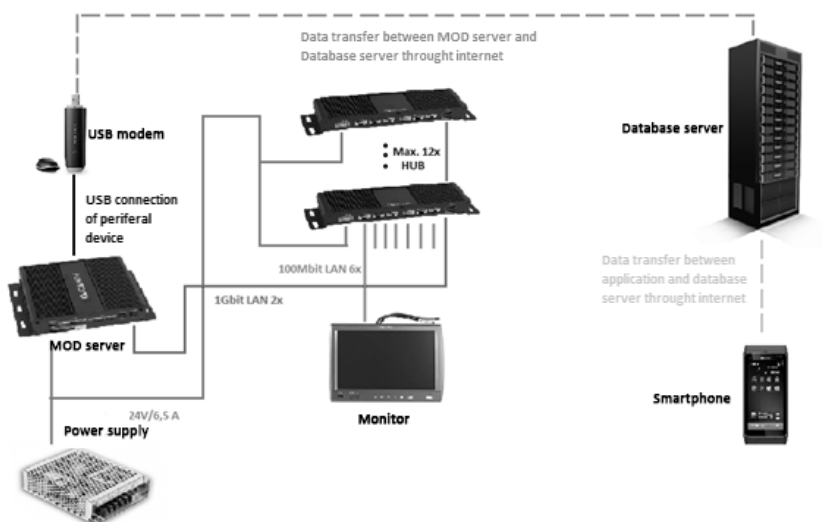 Data transfer between MOD server and
Database server throught internet
USB modem
Database server
Max. 12x
HUB
USB connection
of periferal
device
Data transfer between
application and database
server throught internet
100Mbit LAN 6x
1Gbit LAN 2x
MOD server
Smartphone
24V/6,5 A
Monitor
Power supply